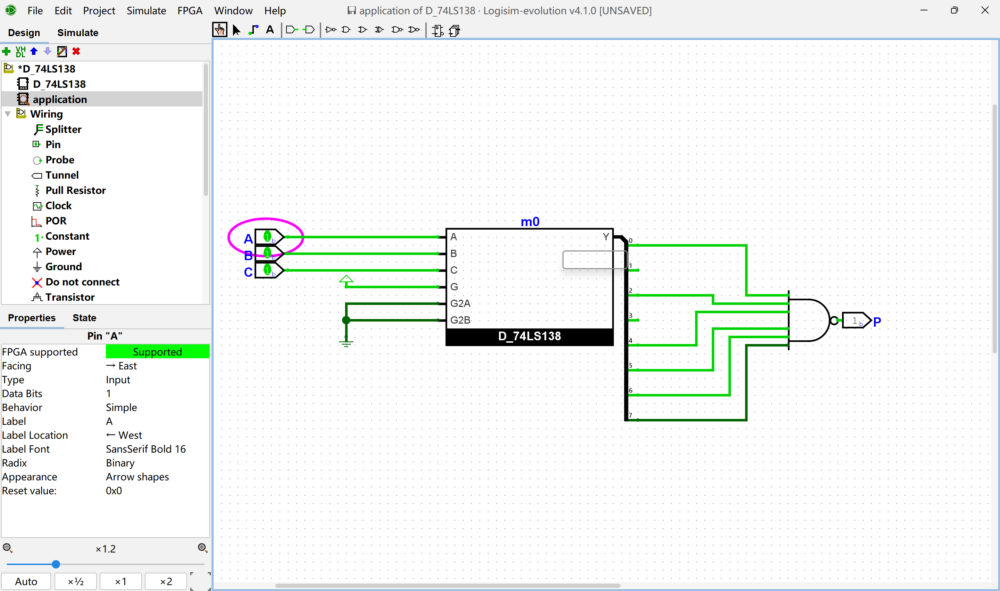 File Edit Project Simulate FPGA Window Help
application of D_74LS138 · Logisim-evolution v4.1.0 [UNSAVED]
Design Simulate
A
VHDL
*D_74LS138
D_74LS138
application
Wiring
Splitter
Pin
Probe
Tunnel
Pull Resistor
Clock
POR
1 Constant
Power
Ground
Do not connect
Transistor
Properties State
Pin "A"
FPGA supported Supported
Facing → East
Type Input
Data Bits 1
Behavior Simple
Label A
Label Location ← West
Label Font SansSerif Bold 16
Radix Binary
Appearance Arrow shapes
Reset value: 0x0
×1.2
Auto ×½ ×1 ×2
m0
A 1 b A Y 0
B 1 b B
C 1 b C 1
G 2
G2A
G2B 3
D_74LS138 4
5
6
7
1 b P